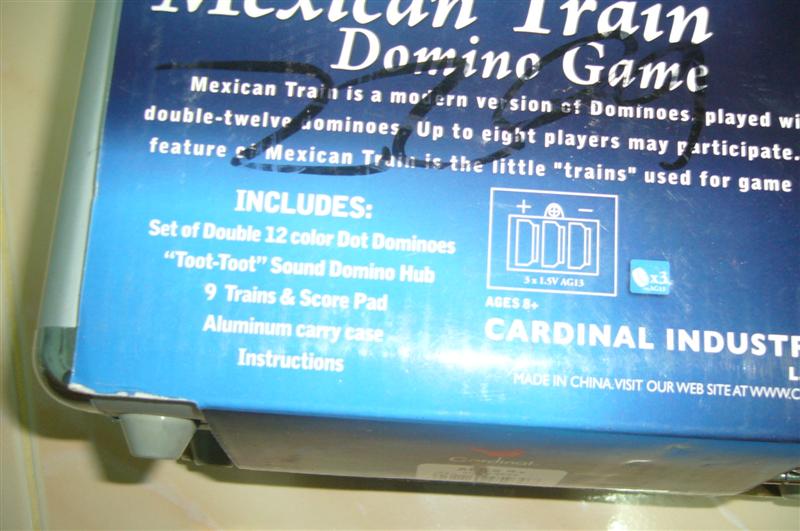 Mexican Train
Domino Game
Mexican Train is a modern version of Dominoes, played wi
double-twelve dominoes. Up to eight players may participate.
feature of Mexican Train is the little "trains" used for game
INCLUDES:
Set of Double 12 color Dot Dominoes
"Toot-Toot" Sound Domino Hub
9 Trains & Score Pad
Aluminum carry case
Instructions
+ −
3 x 1.5V AG13
x3
AG13
AGES 8+
CARDINAL INDUSTR
L
MADE IN CHINA. VISIT OUR WEB SITE AT WWW.C
Cardinal